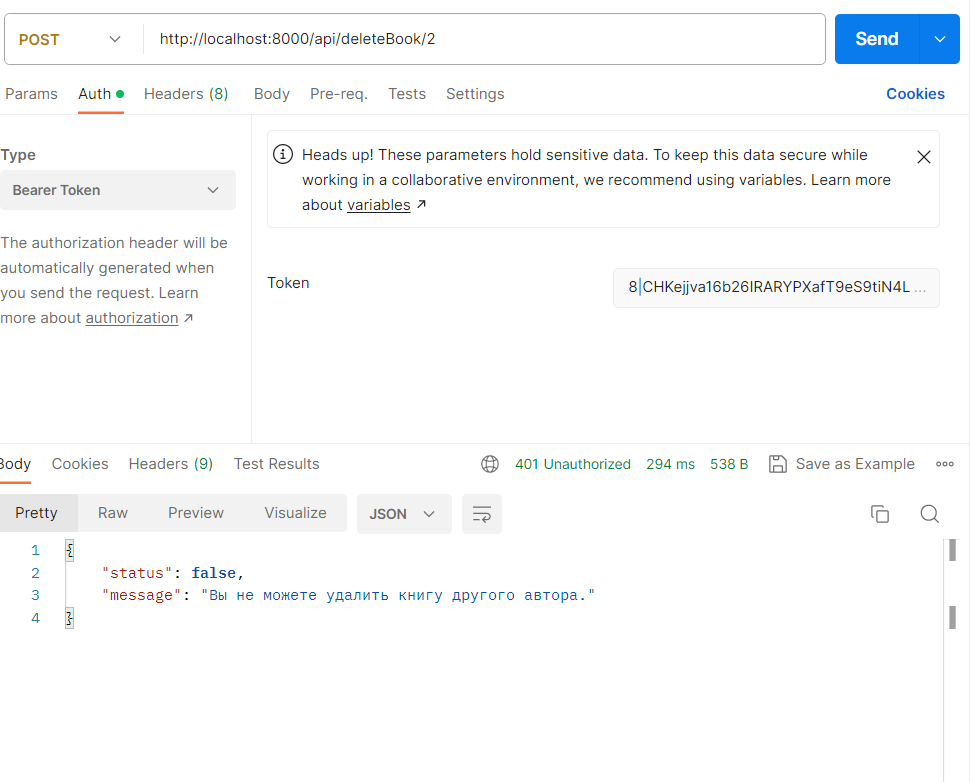 POST http://localhost:8000/api/deleteBook/2 Send
Params Auth Headers (8) Body Pre-req. Tests Settings Cookies
Type
Bearer Token
The authorization header will be
automatically generated when
you send the request. Learn
more about authorization ↗
Heads up! These parameters hold sensitive data. To keep this data secure while
working in a collaborative environment, we recommend using variables. Learn more
about variables ↗
Token 8|CHKejjva16b26IRARYPXafT9eS9tiN4L ...
Body Cookies Headers (9) Test Results 401 Unauthorized 294 ms 538 B Save as Example
Pretty Raw Preview Visualize JSON
1 {
2 "status": false,
3 "message": "Вы не можете удалить книгу другого автора."
4 }